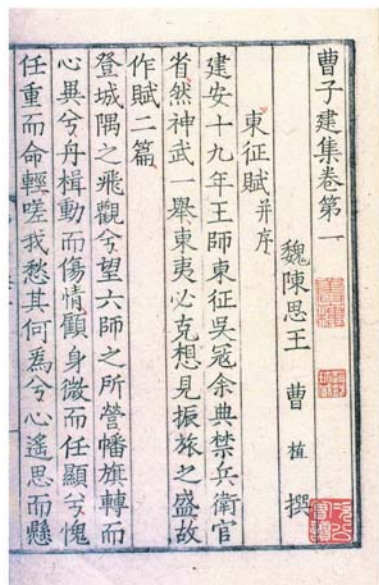 曹子建集卷第一
魏陳思王 曹植 撰
東征賦并序
建安十九年王師東征吳寇余典禁兵衛官
省然神武一舉東夷必克想見振旅之盛故
作賦二篇
登城隅之飛觀兮望六師之所營幡旗轉而
心異兮舟楫動而傷情顧身微而任顯兮愧
任重而命輕嗟我愁其何為兮心遙思而懸